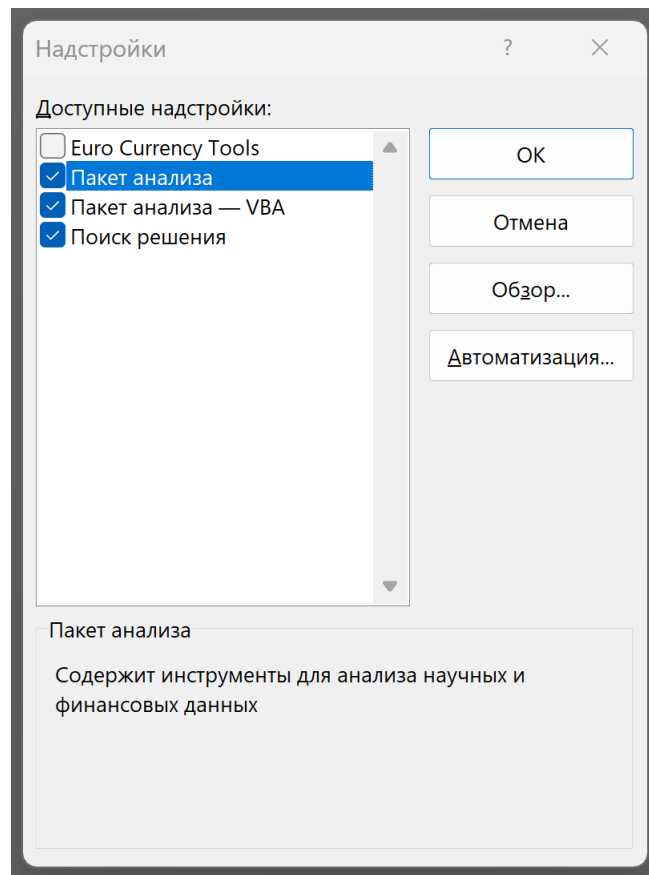 Надстройки
?
Доступные надстройки:
Euro Currency Tools
Пакет анализа
Пакет анализа — VBA
Поиск решения
ОК
Отмена
Обзор...
Автоматизация...
Пакет анализа
Содержит инструменты для анализа научных и
финансовых данных